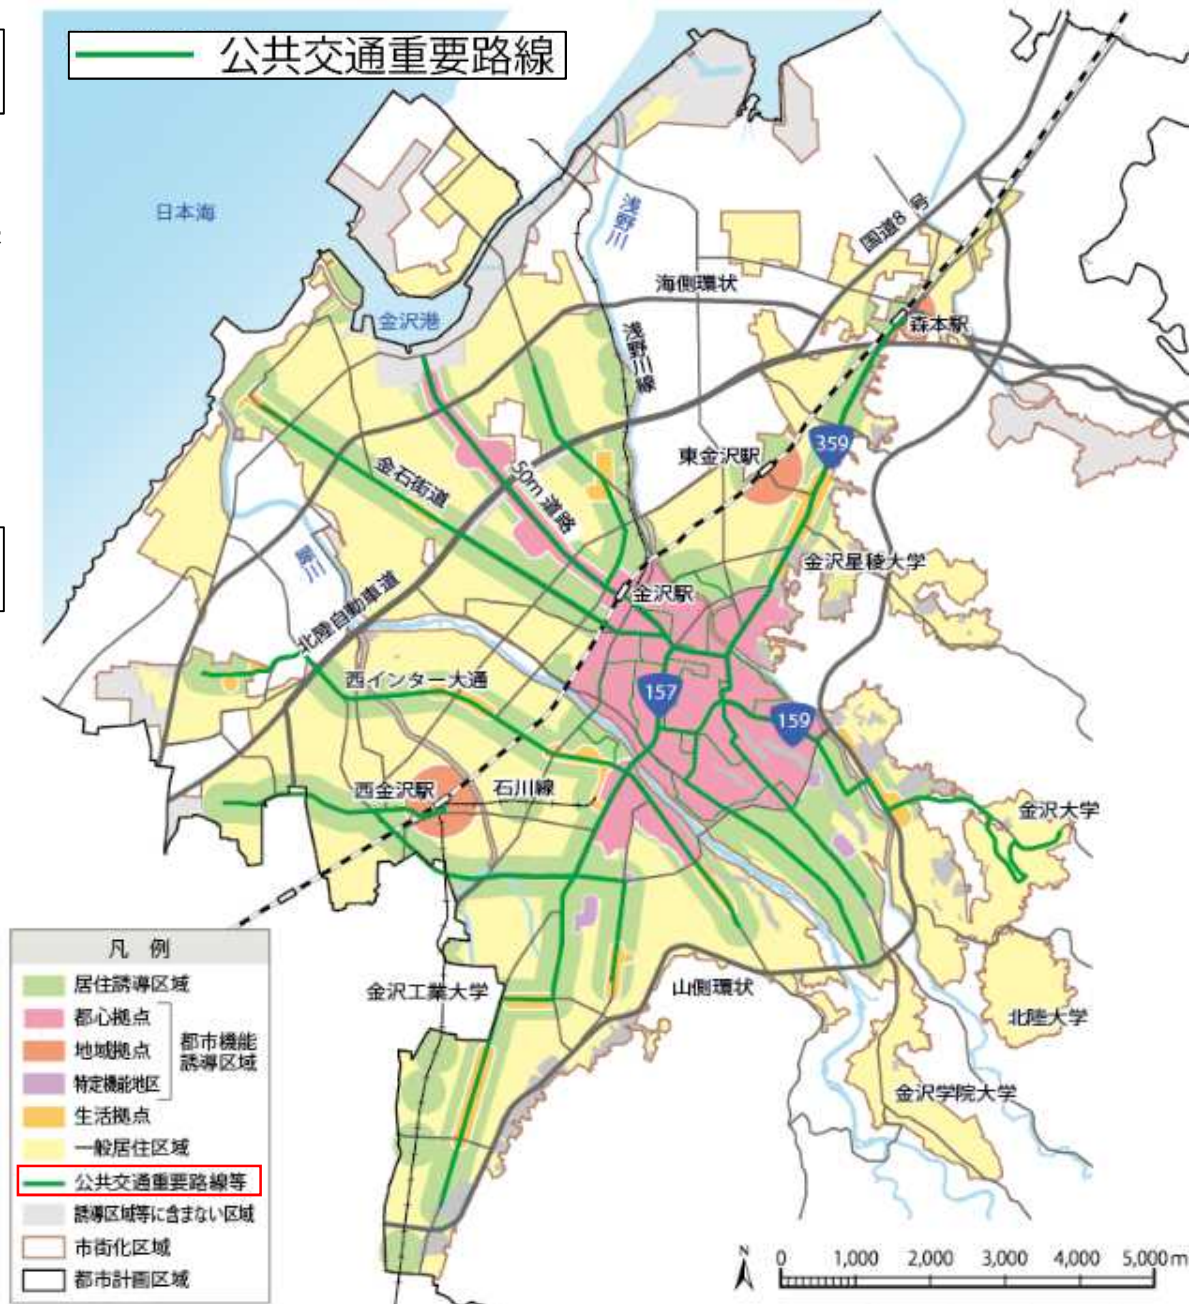 公共交通重要路線
日本海
浅野川
国道8号
海側環状
金沢港
浅野川線
森本駅
359
東金沢駅
金石街道
50m 道路
犀川
金沢星稜大学
金沢駅
北陸自動車道
西インター大通
157
159
西金沢駅
石川線
金沢大学
金沢工業大学
山側環状
北陸大学
金沢学院大学
凡 例
居住誘導区域
都心拠点
地域拠点
特定機能地区
都市機能
誘導区域
生活拠点
一般居住区域
公共交通重要路線等
誘導区域等に含まない区域
市街化区域
都市計画区域
N
0 1,000 2,000 3,000 4,000 5,000m